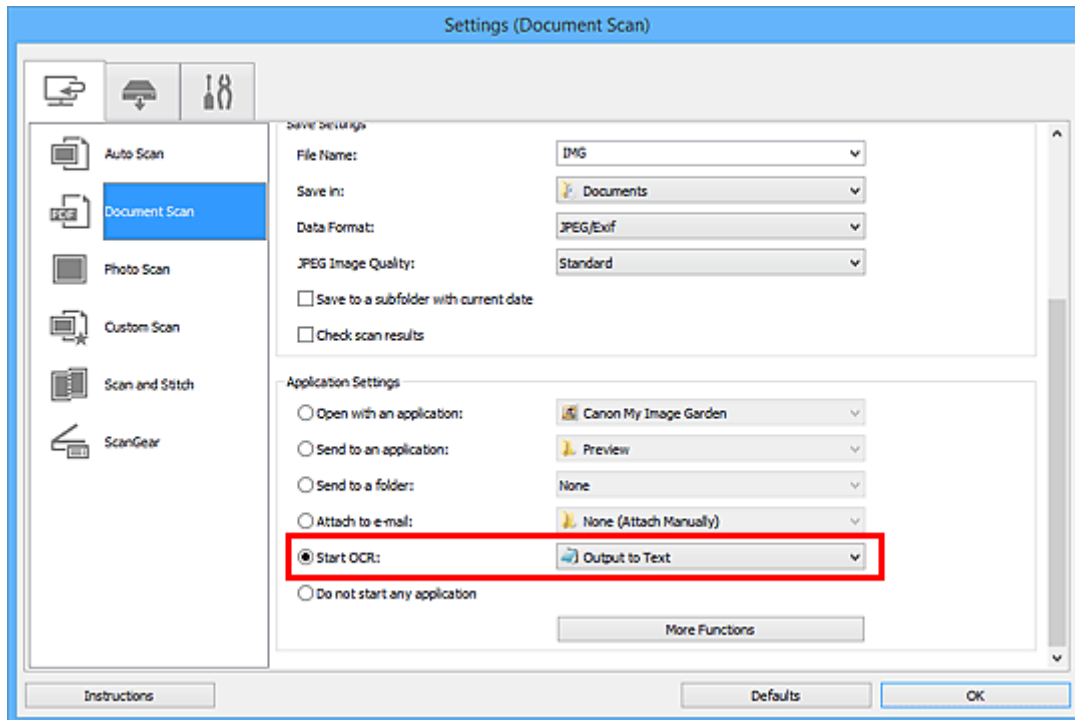 Settings (Document Scan)
Save Settings
Auto Scan
Document Scan
Photo Scan
Custom Scan
Scan and Stitch
ScanGear
File Name: IMG
Save in: Documents
Data Format: JPEG/Exif
JPEG Image Quality: Standard
Save to a subfolder with current date
Check scan results
Application Settings
Open with an application: Canon My Image Garden
Send to an application: Preview
Send to a folder: None
Attach to e-mail: None (Attach Manually)
Start OCR: Output to Text
Do not start any application
More Functions
Instructions
Defaults
OK